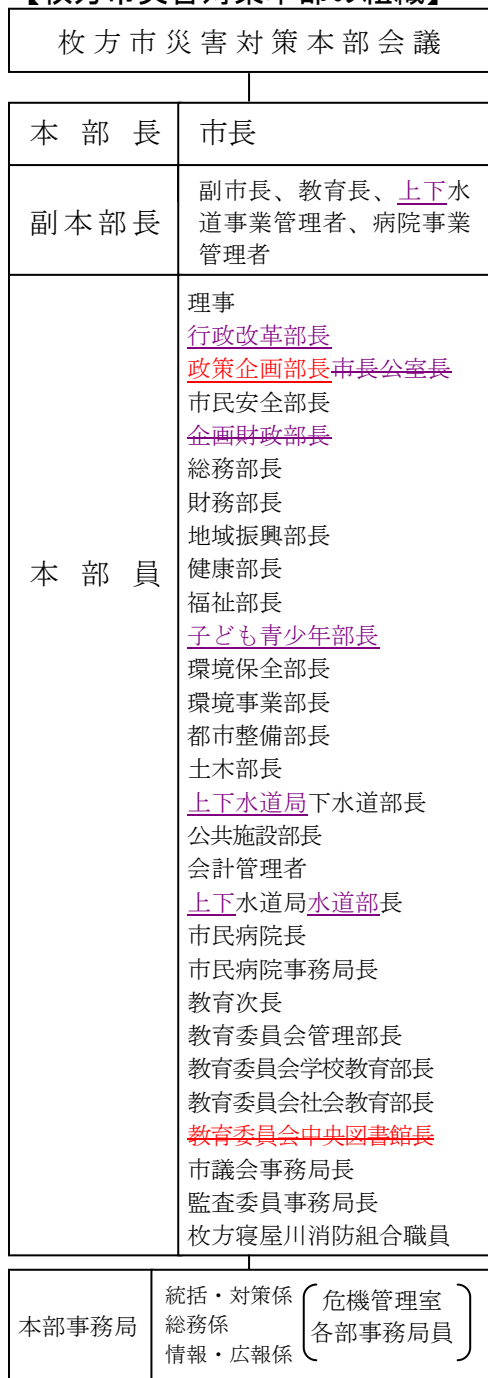 【枚方市災害対策本部の組織】
枚方市災害対策本部会議
本部長
市長
副本部長
副市長、教育長、上下水
道事業管理者、病院事業
管理者
本部員
理事
行政改革部長
政策企画部長市長公室長
市民安全部長
企画財政部長
総務部長
財務部長
地域振興部長
健康部長
福祉部長
子ども青少年部長
環境保全部長
環境事業部長
都市整備部長
土木部長
上下水道局下水道部長
公共施設部長
会計管理者
上下水道局水道部長
市民病院長
市民病院事務局長
教育次長
教育委員会管理部長
教育委員会学校教育部長
教育委員会社会教育部長
教育委員会中央図書館長
市議会事務局長
監査委員事務局長
枚方寝屋川消防組合職員
本部事務局
統括・対策係
総務係
情報・広報係
危機管理室
各部事務局員